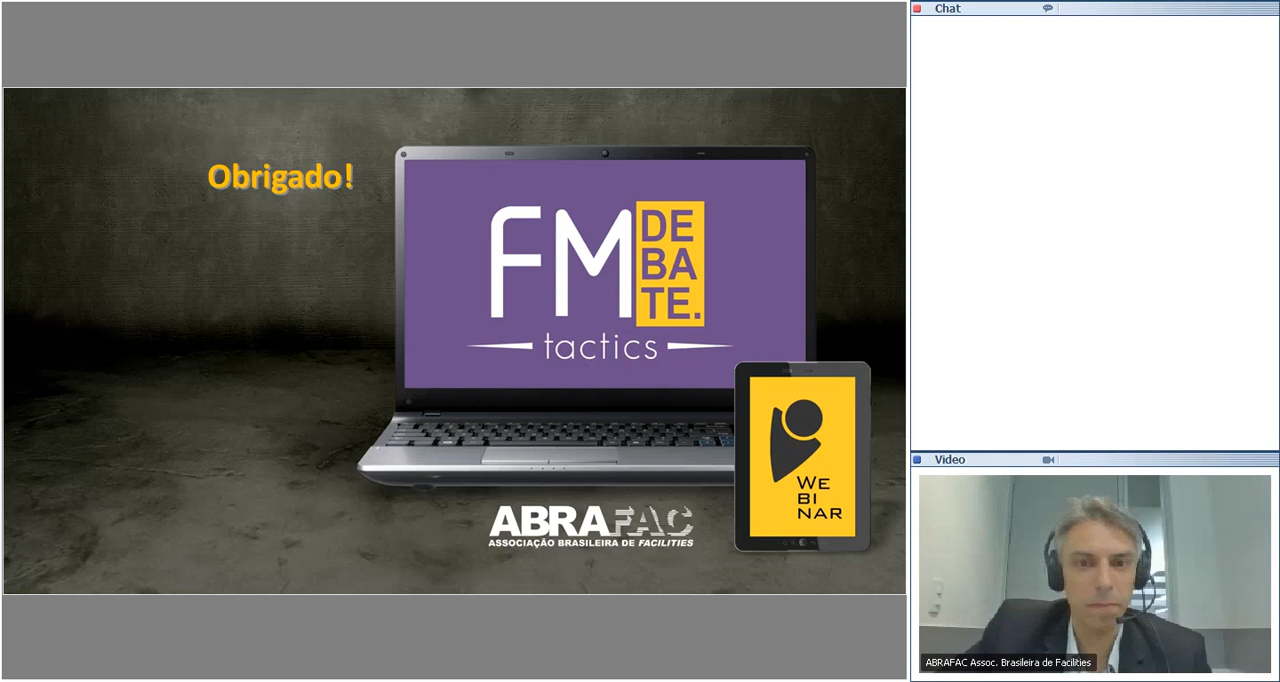 Chat
Obrigado!
FM
DE
BA
TE.
tactics
WE
BI
NAR
ABRAFAC
ASSOCIAÇÃO BRASILEIRA DE FACILITIES
Video
ABRAFAC Assoc. Brasileira de Facilities